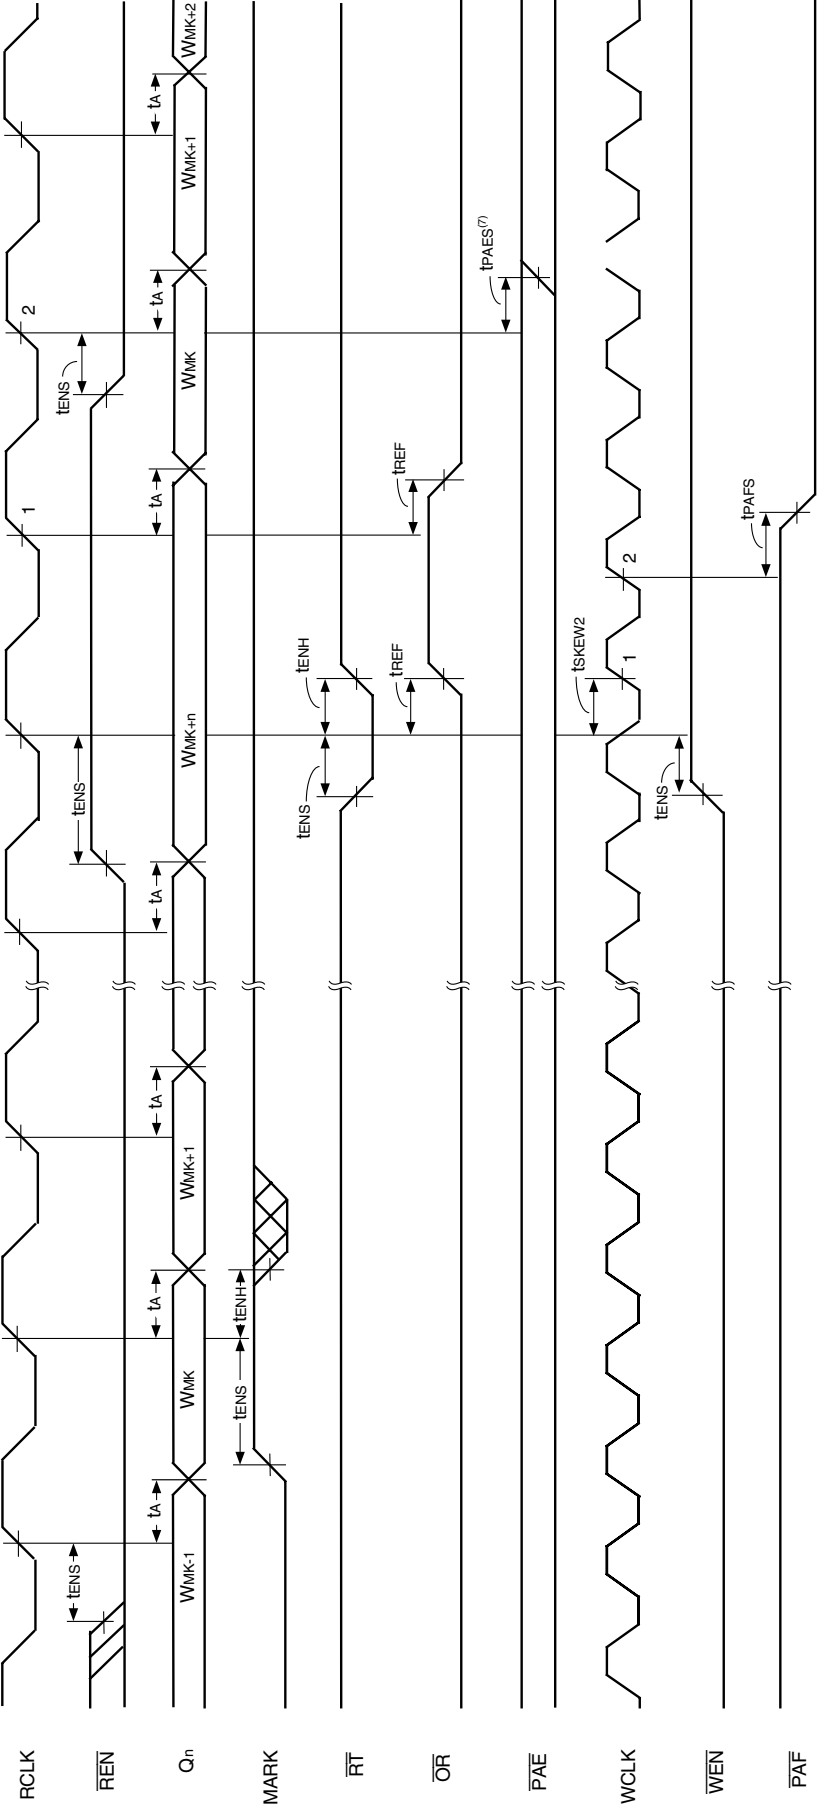 RCLK
1
2
tENS
tENS
tENS
REN
tA
tA
tA
tA
tA
tA
tA
Qn
WMK-1
WMK
WMK+1
WMK+n
WMK
WMK+1
WMK+2
tENS
tENH
MARK
tENS
tENH
RT
tREF
tREF
OR
tPAES(7)
PAE
tSKEW2
WCLK
1
2
tENS
WEN
tPAFS
PAF